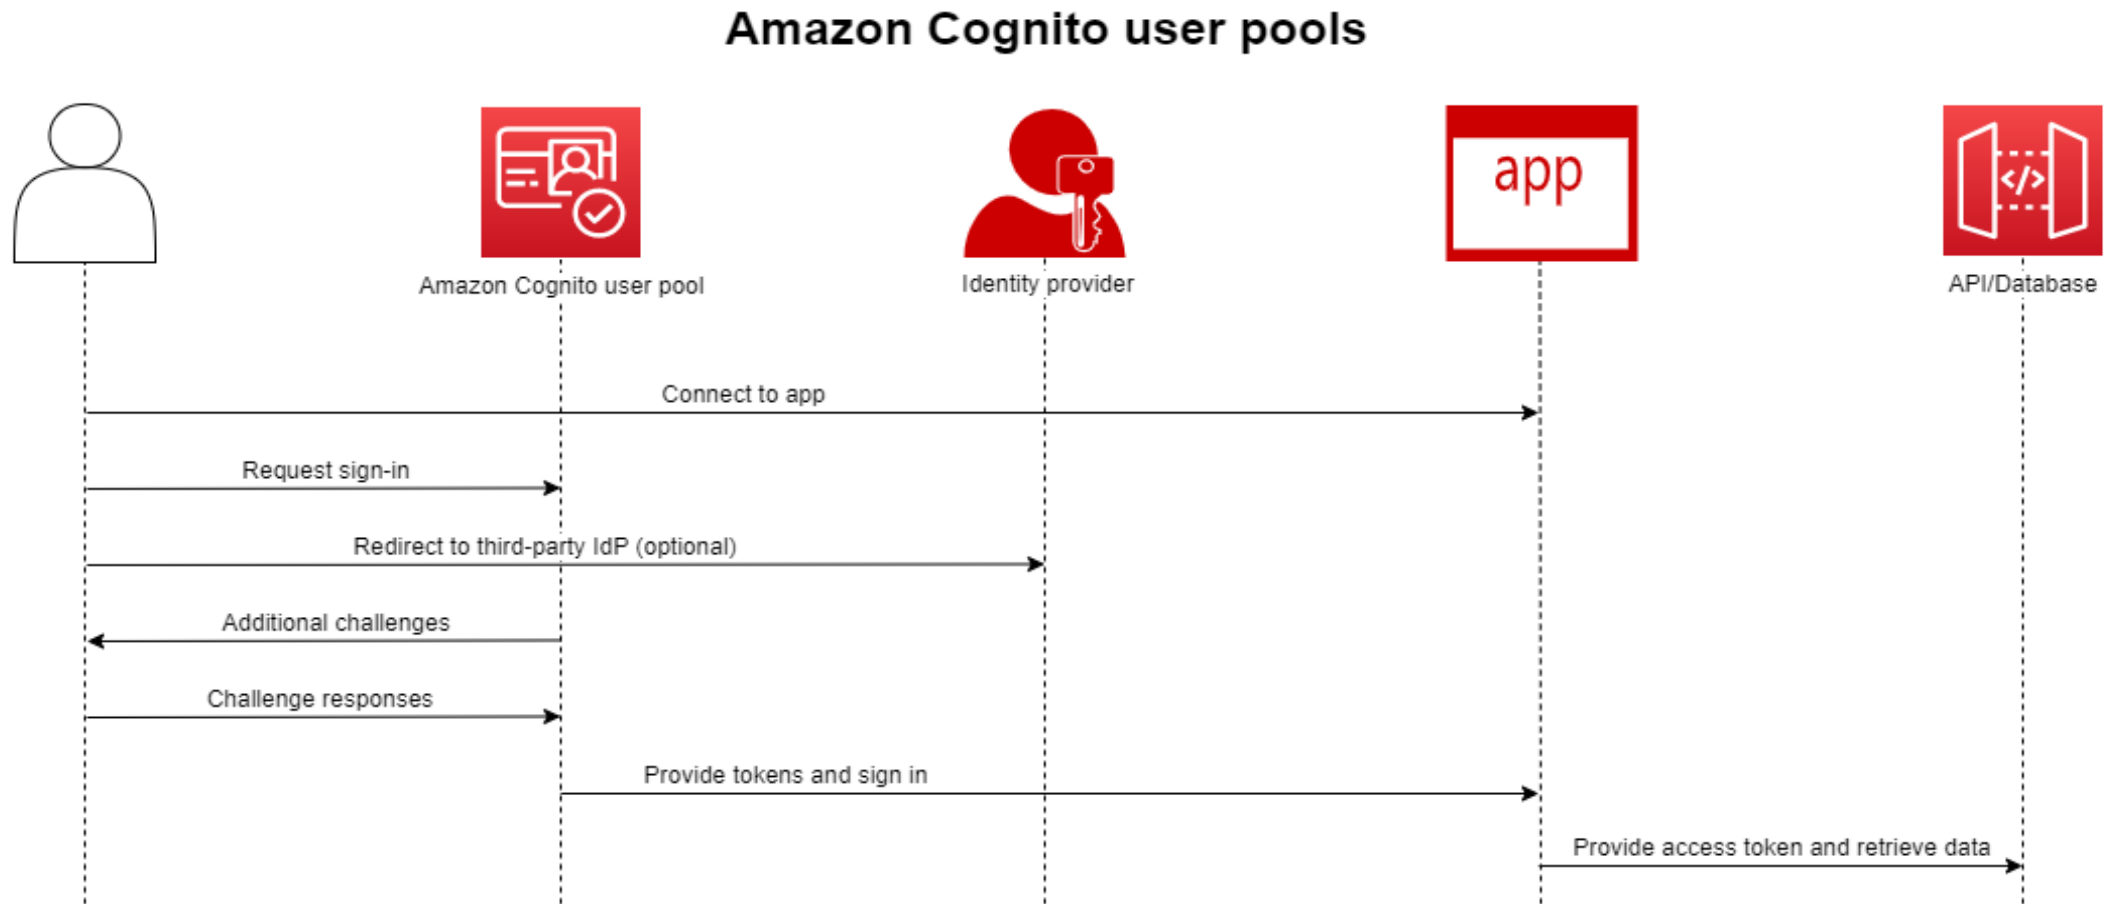 Amazon Cognito user pools
app
</>
Amazon Cognito user pool
Identity provider
API/Database
Connect to app
Request sign-in
Redirect to third-party IdP (optional)
Additional challenges
Challenge responses
Provide tokens and sign in
Provide access token and retrieve data